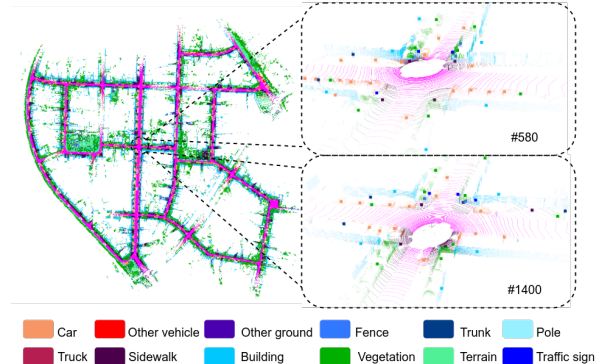 #580
#1400
Car Other vehicle Other ground Fence Trunk Pole
Truck Sidewalk Building Vegetation Terrain Traffic sign